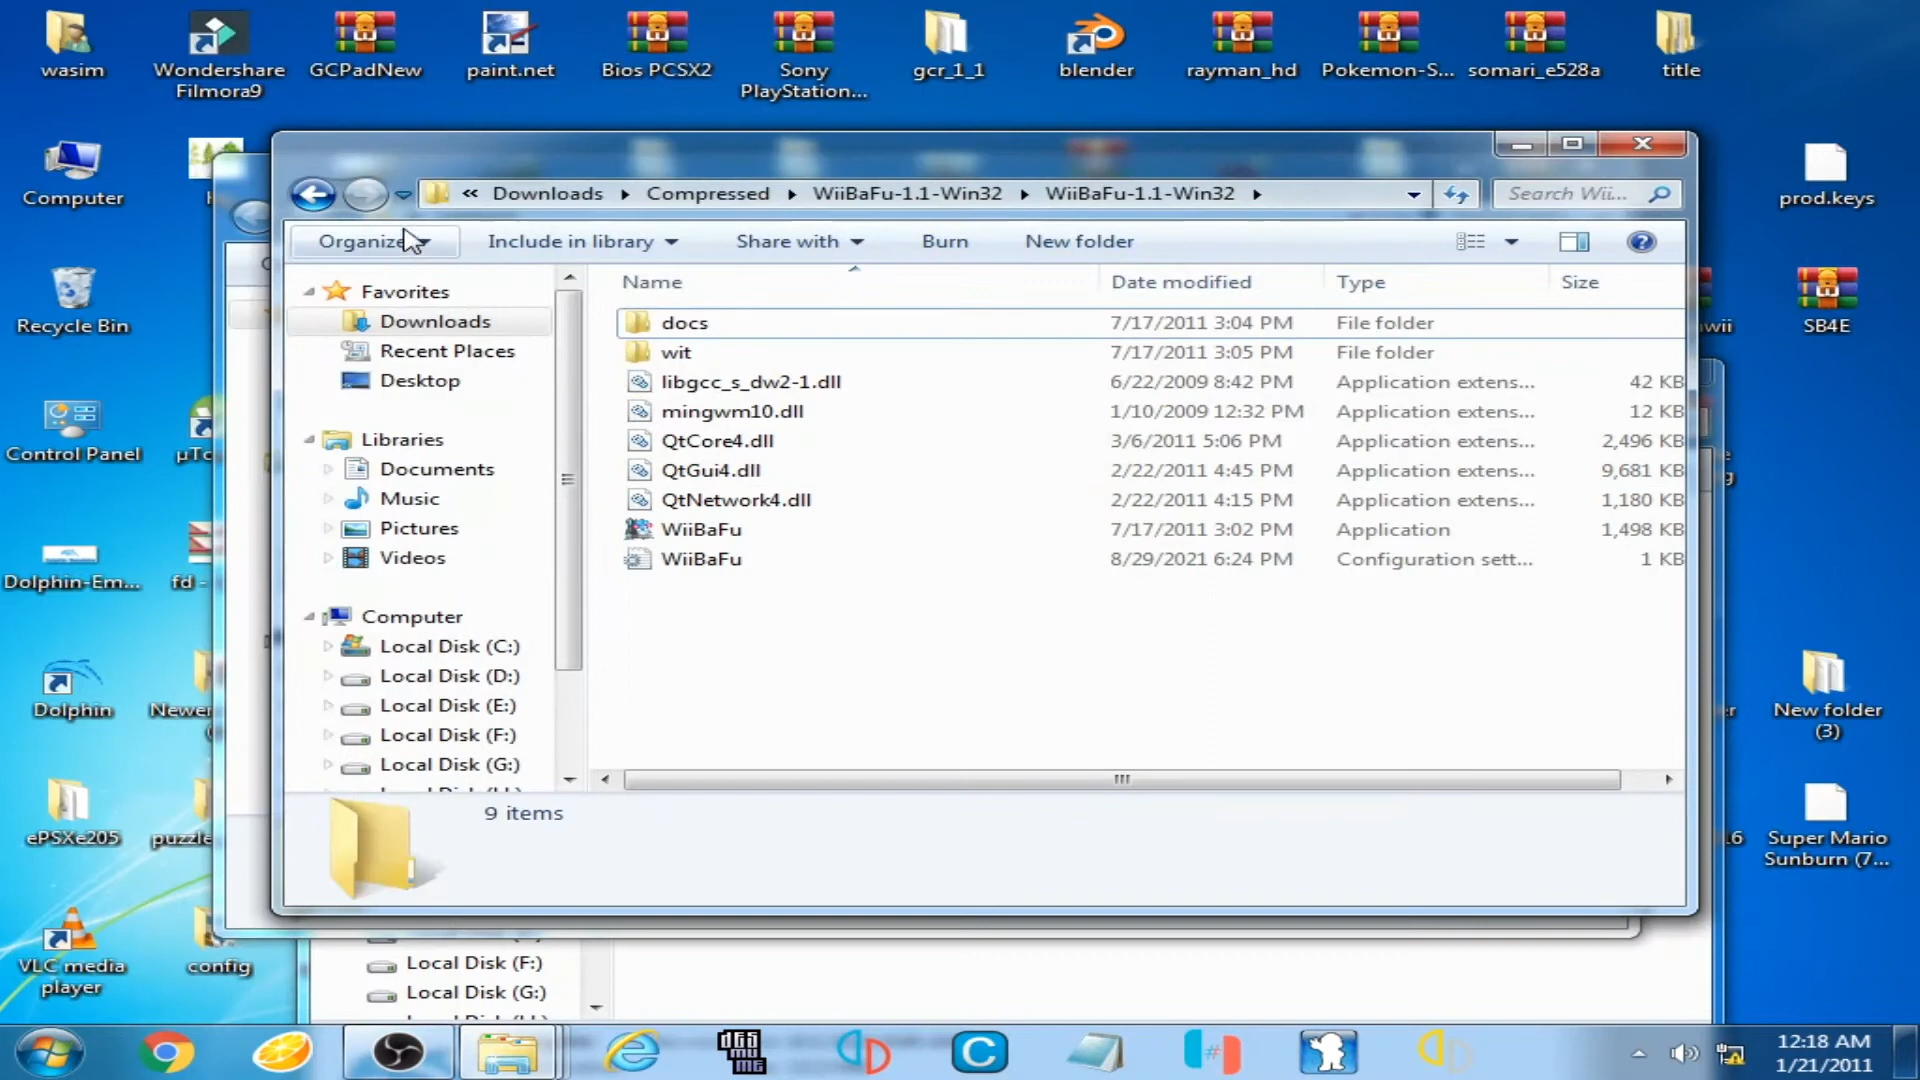 wasim
Wondershare
Filmora9
GCPadNew
paint.net
Bios PCSX2
Sony
PlayStation...
gcr_1_1
blender
rayman_hd
Pokemon-S...
somari_e528a
title
Computer
prod.keys
« Downloads Compressed WiiBaFu-1.1-Win32 WiiBaFu-1.1-Win32
Search Wii...
Organize
Include in library
Share with
Burn
New folder
Name
Date modified
Type
Size
Favorites
Downloads
Recent Places
Desktop
Libraries
Documents
Music
Pictures
Videos
Computer
Local Disk (C:)
Local Disk (D:)
Local Disk (E:)
Local Disk (F:)
Local Disk (G:)
docs 7/17/2011 3:04 PM File folder
wit 7/17/2011 3:05 PM File folder
libgcc_s_dw2-1.dll 6/22/2009 8:42 PM Application extens... 42 KB
mingwm10.dll 1/10/2009 12:32 PM Application extens... 12 KB
QtCore4.dll 3/6/2011 5:06 PM Application extens... 2,496 KB
QtGui4.dll 2/22/2011 4:45 PM Application extens... 9,681 KB
QtNetwork4.dll 2/22/2011 4:15 PM Application extens... 1,180 KB
WiiBaFu 7/17/2011 3:02 PM Application 1,498 KB
WiiBaFu 8/29/2021 6:24 PM Configuration sett... 1 KB
9 items
Recycle Bin
wii
SB4E
Control Panel
µTo
Dolphin-Em...
fd -
Dolphin
Newer
New folder
(3)
ePSXe205
puzzle
16
Super Mario
Sunburn (7...
VLC media
player
config
Local Disk (F:)
Local Disk (G:)
12:18 AM
1/21/2011